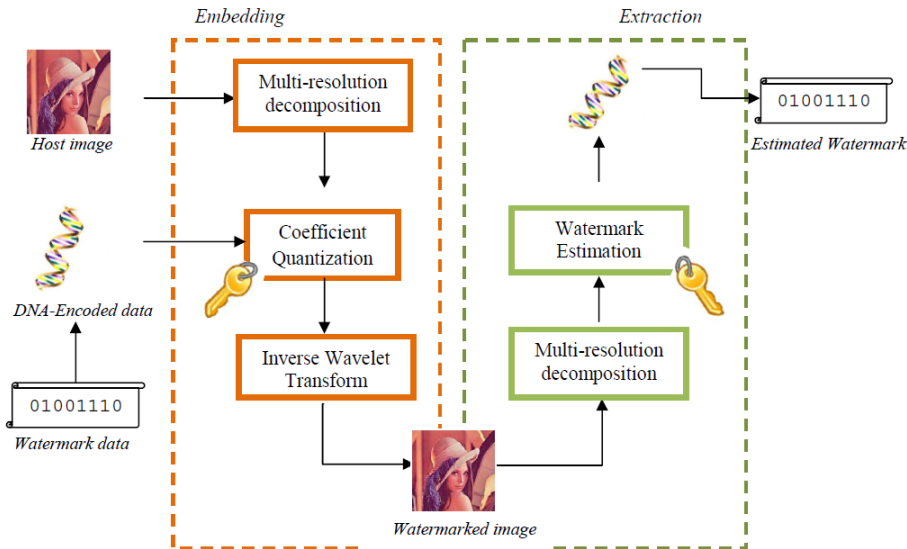 Embedding
Extraction
Multi-resolution
decomposition
Host image
01001110
Estimated Watermark
Coefficient
Quantization
Watermark
Estimation
DNA-Encoded data
Inverse Wavelet
Transform
Multi-resolution
decomposition
01001110
Watermark data
Watermarked image